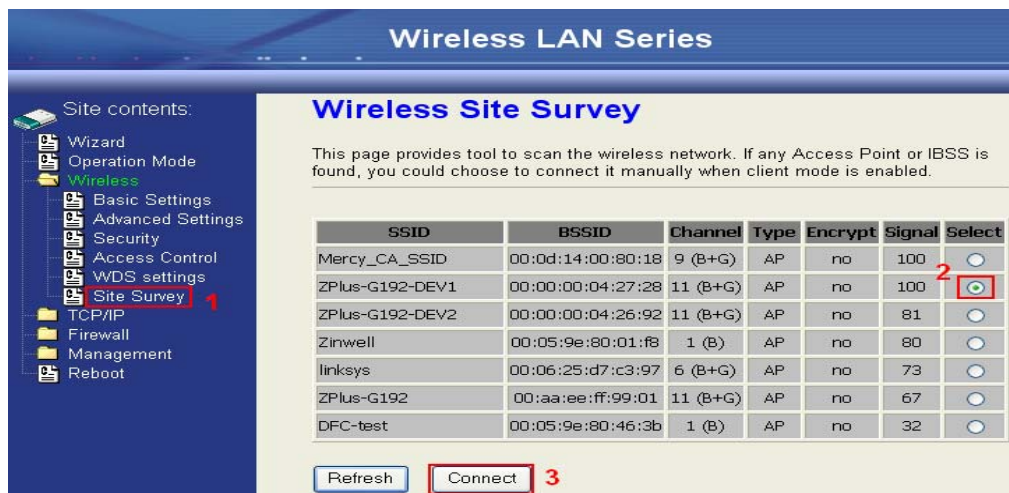 Wireless LAN Series
Site contents:
Wizard
Operation Mode
Wireless
Basic Settings
Advanced Settings
Security
Access Control
WDS settings
Site Survey 1
TCP/IP
Firewall
Management
Reboot
Wireless Site Survey
This page provides tool to scan the wireless network. If any Access Point or IBSS is
found, you could choose to connect it manually when client mode is enabled.
SSID BSSID Channel Type Encrypt Signal Select
Mercy_CA_SSID 00:0d:14:00:80:18 9 (B+G) AP no 100
ZPlus-G192-DEV1 00:00:00:04:27:28 11 (B+G) AP no 100 2
ZPlus-G192-DEV2 00:00:00:04:26:92 11 (B+G) AP no 81
Zinwell 00:05:9e:80:01:f8 1 (B) AP no 80
linksys 00:06:25:d7:c3:97 6 (B+G) AP no 73
ZPlus-G192 00:aa:ee:ff:99:01 11 (B+G) AP no 67
DFC-test 00:05:9e:80:46:3b 1 (B) AP no 32
Refresh Connect 3